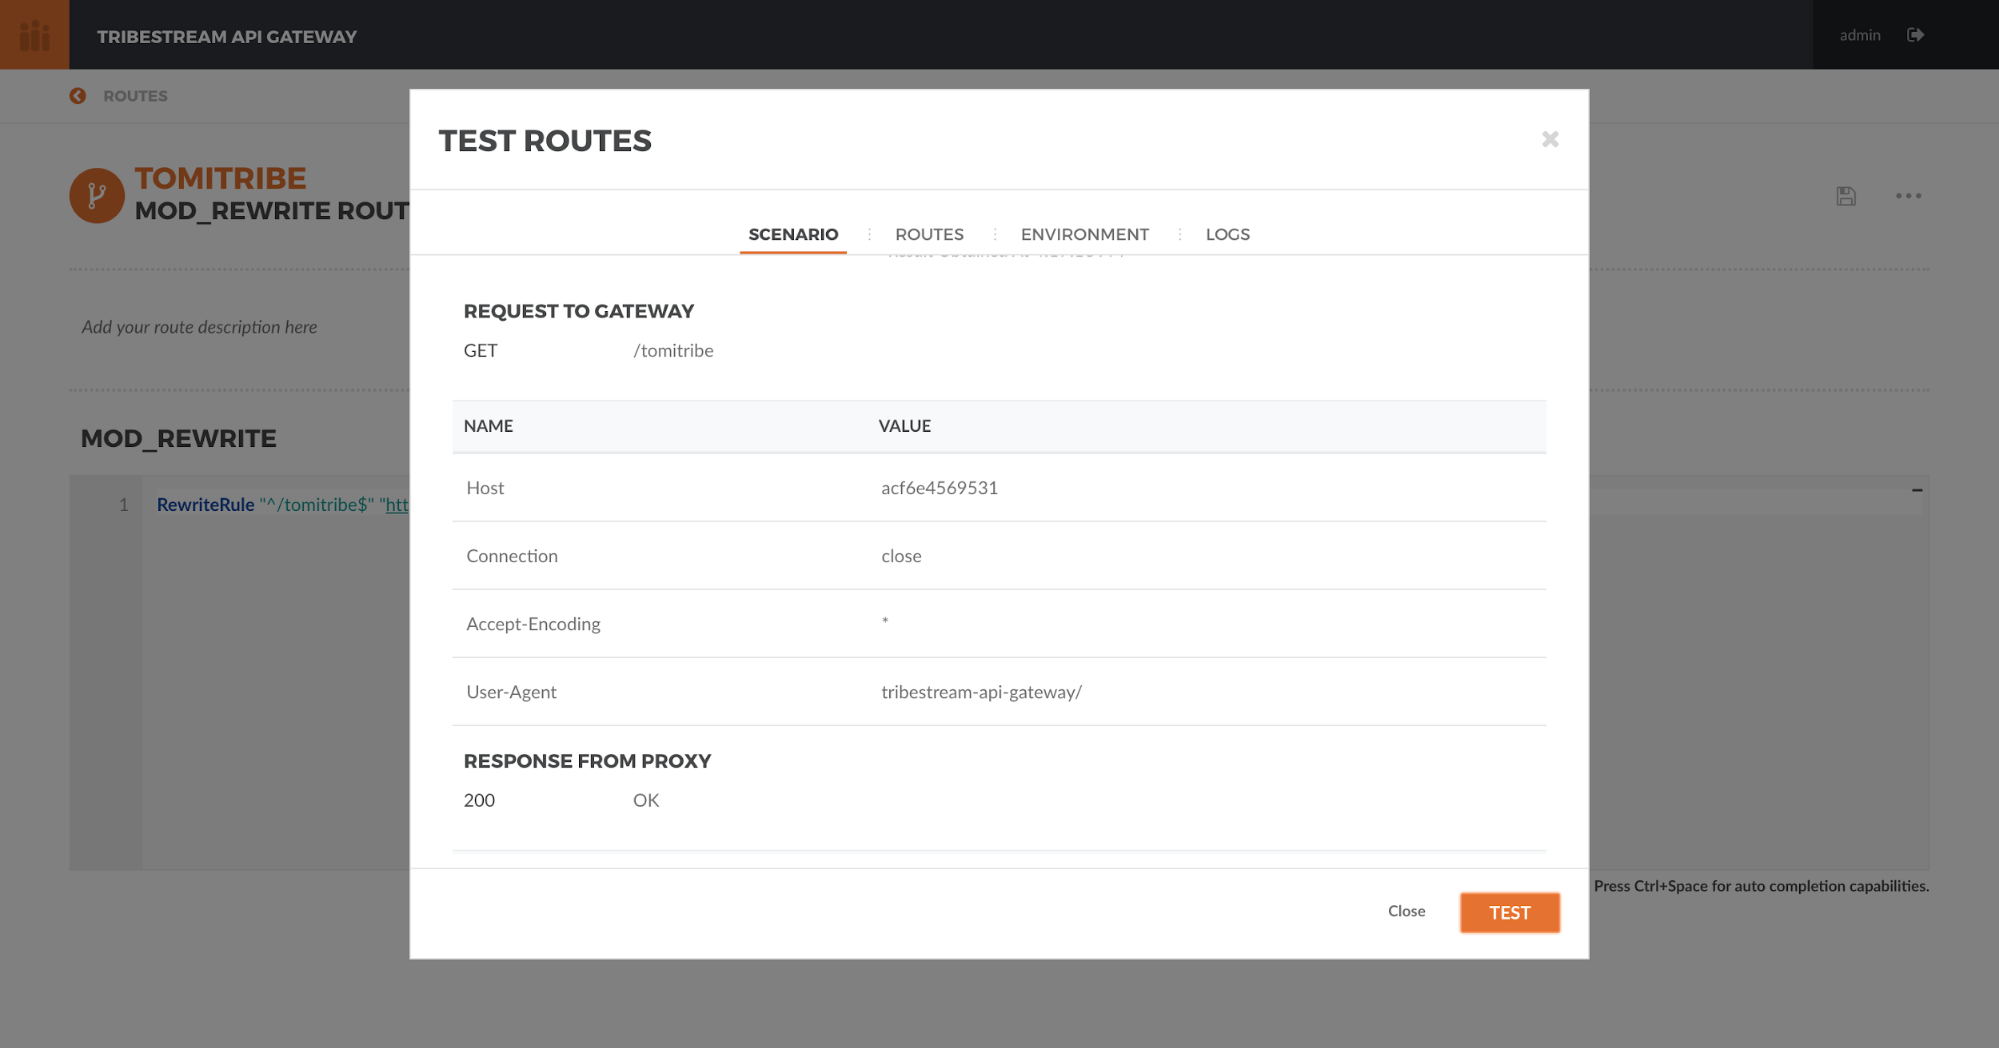 TRIBESTREAM API GATEWAY
admin
ROUTES
TOMITRIBE
MOD_REWRITE ROUT
Add your route description here
MOD_REWRITE
1 RewriteRule "^/tomitribe$" "htt
Press Ctrl+Space for auto completion capabilities.
TEST ROUTES
SCENARIO ROUTES ENVIRONMENT LOGS
REQUEST TO GATEWAY
GET /tomitribe
NAME VALUE
Host acf6e4569531
Connection close
Accept-Encoding *
User-Agent tribestream-api-gateway/
RESPONSE FROM PROXY
200 OK
Close TEST